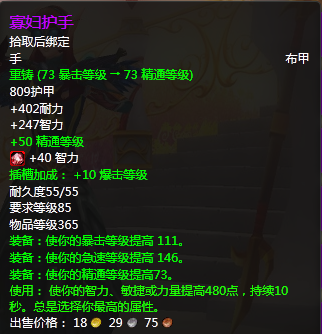 寡妇护手
拾取后绑定
手 布甲
重铸 (73 暴击等级 → 73 精通等级)
809护甲
+402耐力
+247智力
+50 精通等级
+40 智力
插槽加成： +10 爆击等级
耐久度55/55
要求等级85
物品等级365
装备：使你的暴击等级提高 111。
装备：使你的急速等级提高 146。
装备：使你的精通等级提高73。
使用： 使你的智力、敏捷或力量提高480点，持续10
秒。总是选择你最高的属性。
出售价格： 18 29 75